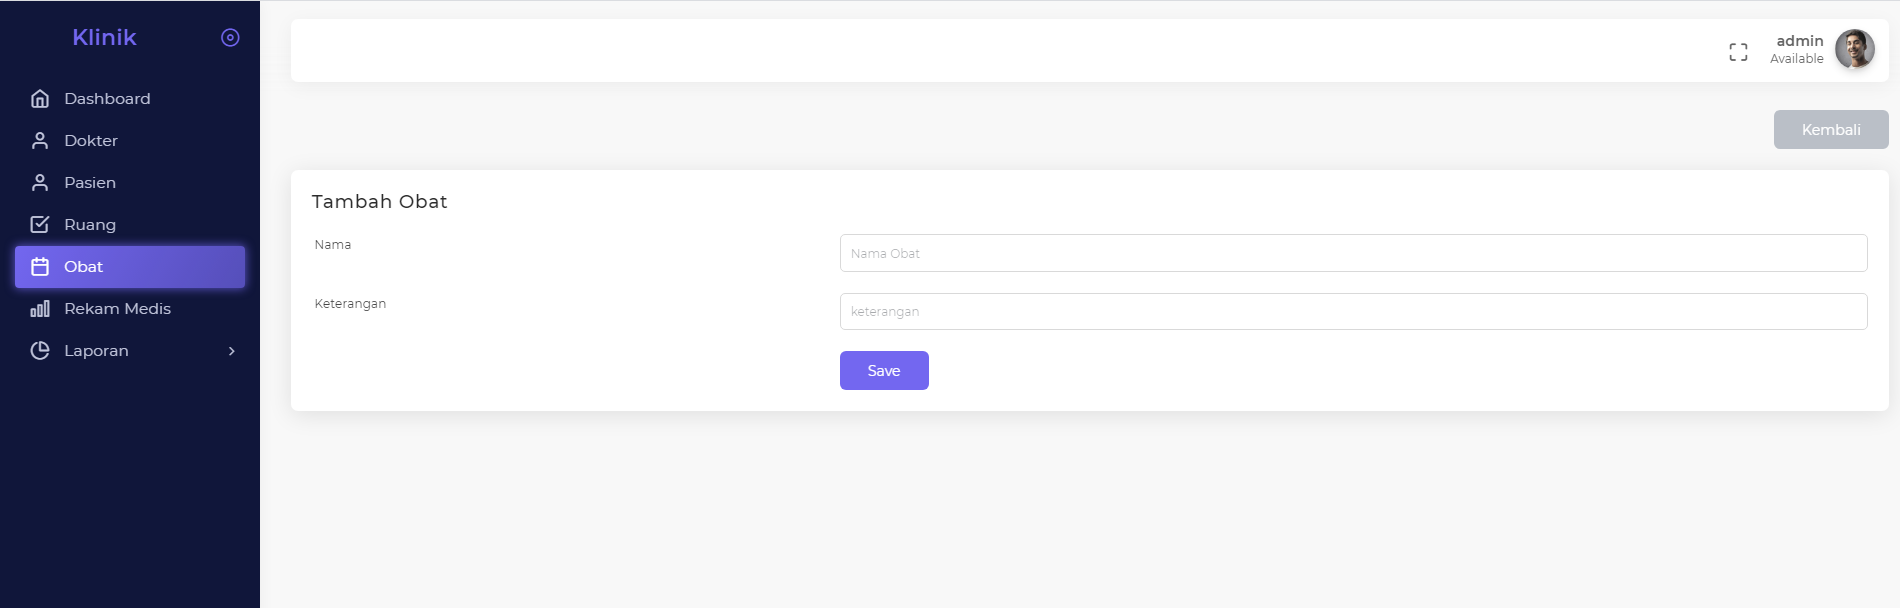 Klinik
Dashboard
Dokter
Pasien
Ruang
Obat
Rekam Medis
Laporan
admin
Available
Kembali
Tambah Obat
Nama
Nama Obat
Keterangan
keterangan
Save